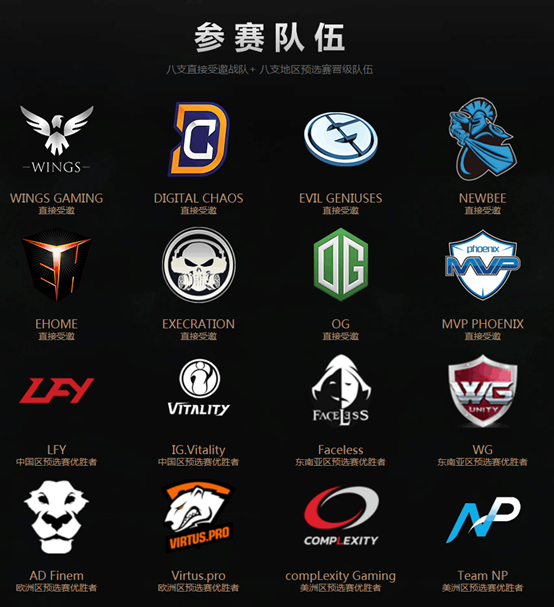 参赛队伍
八支直接受邀战队+ 八支地区预选赛晋级队伍
WINGS
WINGS GAMING
直接受邀
DC
DIGITAL CHAOS
直接受邀
EG
EVIL GENIUSES
直接受邀
NEWBEE
直接受邀
EHOME
直接受邀
EXECRATION
直接受邀
OG
OG
直接受邀
phoenix
MVP
MVP PHOENIX
直接受邀
LFY
LFY
中国区预选赛优胜者
VITALITY
IG.Vitality
中国区预选赛优胜者
FACELESS
Faceless
东南亚区预选赛优胜者
WG
UNITY
WG
东南亚区预选赛优胜者
AD Finem
欧洲区预选赛优胜者
VIRTUS.PRO
Virtus.pro
欧洲区预选赛优胜者
COMPLEXITY
compLexity Gaming
美洲区预选赛优胜者
NP
Team NP
美洲区预选赛优胜者